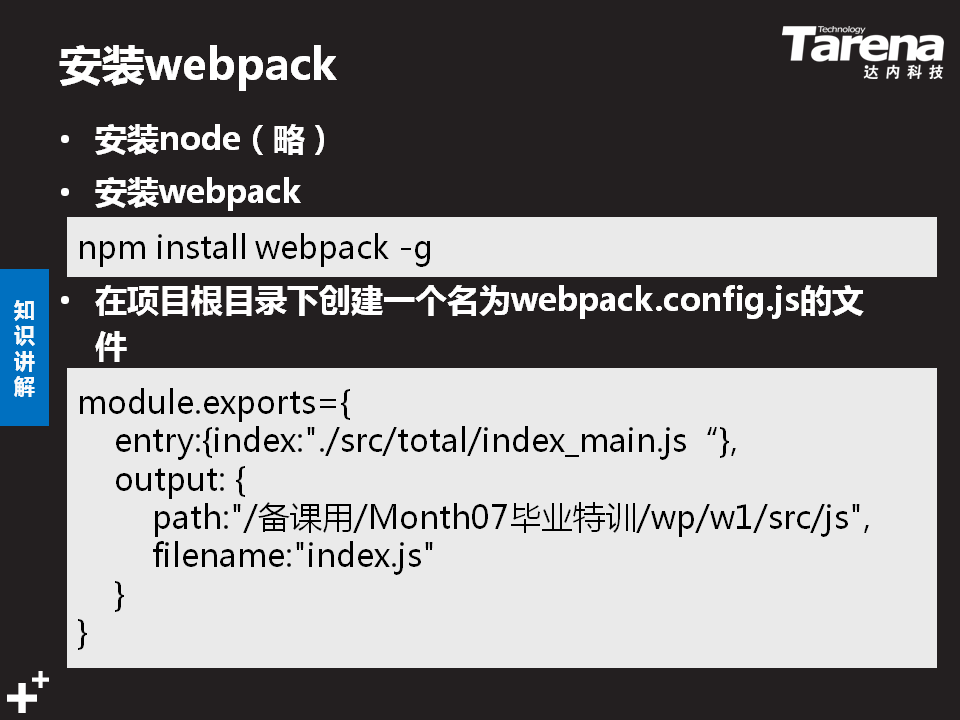 安装webpack
Technology
Tarena
达内科技
• 安装node（略）
• 安装webpack
npm install webpack -g
• 在项目根目录下创建一个名为webpack.config.js的文
件
知
识
讲
解
module.exports={
entry:{index:"./src/total/index_main.js“},
output: {
path:"/备课用/Month07毕业特训/wp/w1/src/js",
filename:"index.js"
}
}